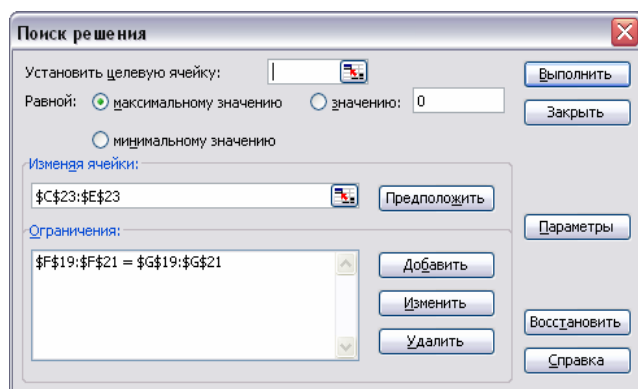 Поиск решения
Установить целевую ячейку:
Выполнить
Равной: максимальному значению значению: 0
Закрыть
минимальному значению
Изменяя ячейки:
$C$23:$E$23
Предположить
Параметры
Ограничения:
$F$19:$F$21 = $G$19:$G$21
Добавить
Изменить
Удалить
Восстановить
Справка